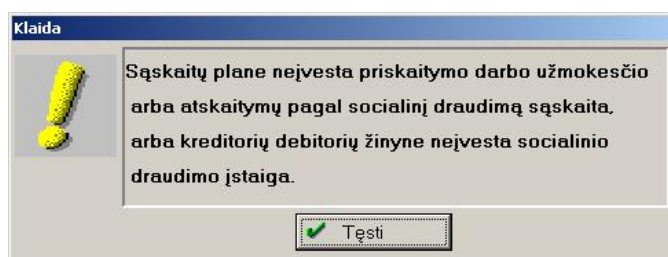 Klaida
Sąskaitų plane neįvesta priskaitymo darbo užmokesčio
arba atskaitymų pagal socialinį draudimą sąskaita,
arba kreditorių debitorių žinyne neįvesta socialinio
draudimo įstaiga.
Tęsti